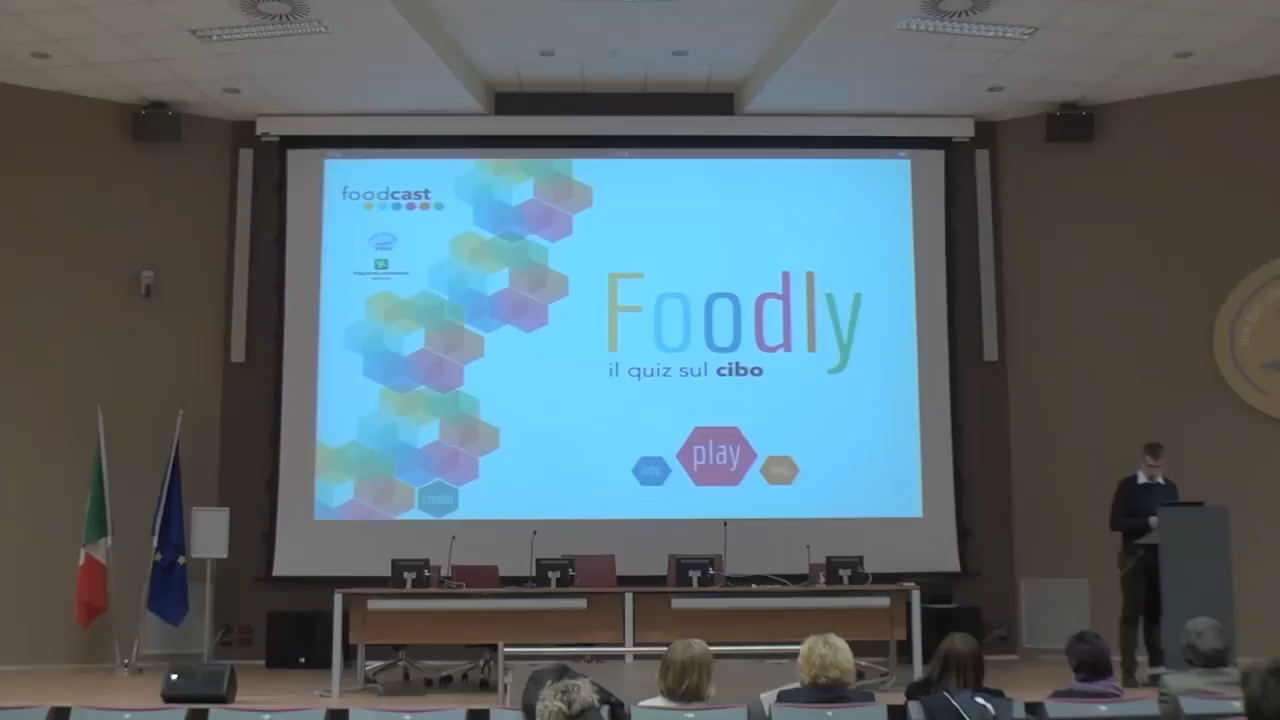 foodcast
Foodly
il quiz sul cibo
play
info
credits